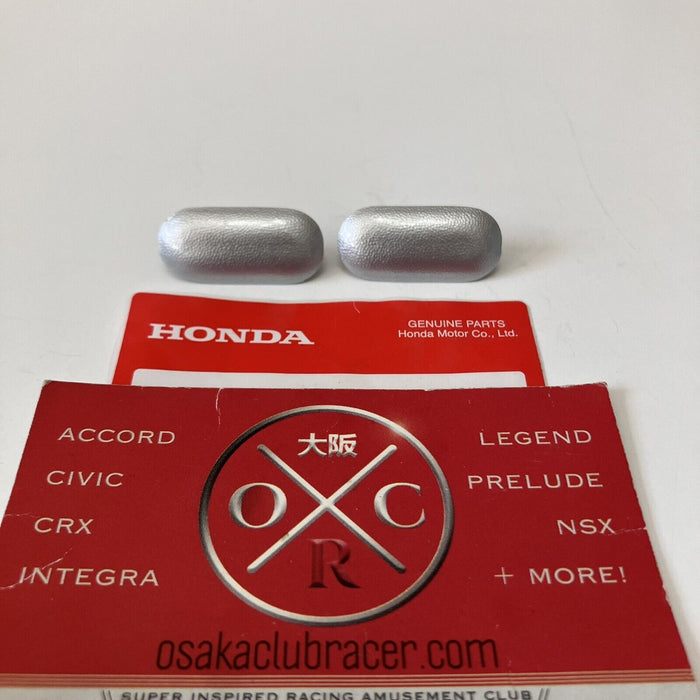 HONDA
GENUINE PARTS
Honda Motor Co., Ltd.
ACCORD
CIVIC
CRX
INTEGRA
大阪
O C
R
LEGEND
PRELUDE
NSX
+ MORE!
osakaclubracer.com
SUPER INSPIRED RACING AMUSEMENT CLUB